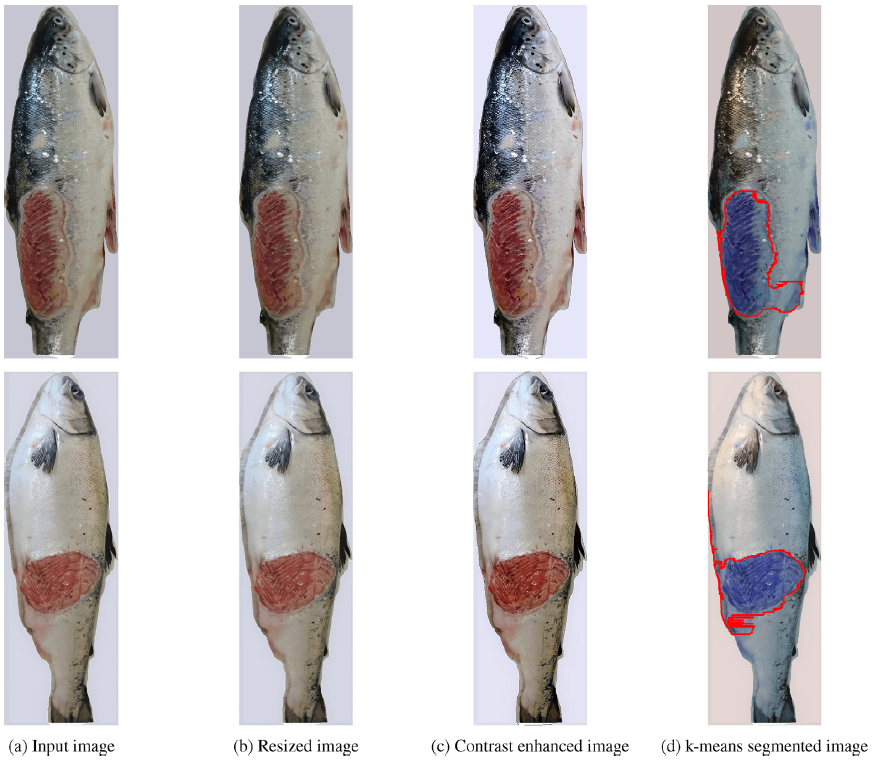 (a) Input image
(b) Resized image
(c) Contrast enhanced image
(d) k-means segmented image